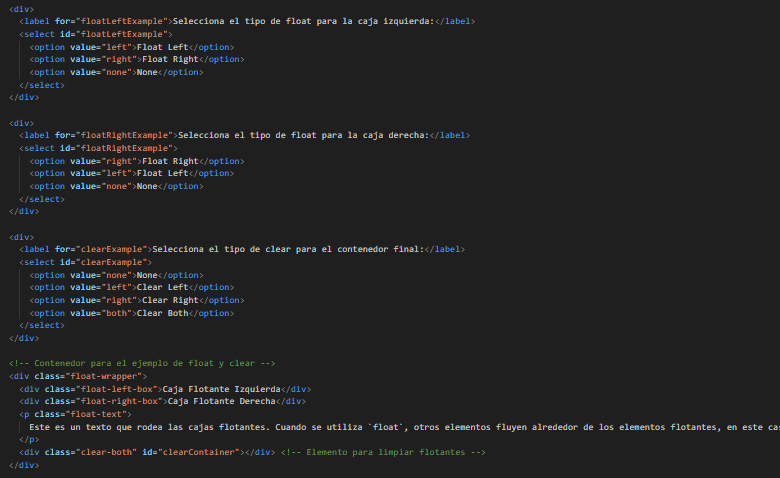 <div>
<label for="floatLeftExample">Selecciona el tipo de float para la caja izquierda:</label>
<select id="floatLeftExample">
<option value="left">Float Left</option>
<option value="right">Float Right</option>
<option value="none">None</option>
</select>
</div>
<div>
<label for="floatRightExample">Selecciona el tipo de float para la caja derecha:</label>
<select id="floatRightExample">
<option value="right">Float Right</option>
<option value="left">Float Left</option>
<option value="none">None</option>
</select>
</div>
<div>
<label for="clearExample">Selecciona el tipo de clear para el contenedor final:</label>
<select id="clearExample">
<option value="none">None</option>
<option value="left">Clear Left</option>
<option value="right">Clear Right</option>
<option value="both">Clear Both</option>
</select>
</div>
<!-- Contenedor para el ejemplo de float y clear -->
<div class="float-wrapper">
<div class="float-left-box">Caja Flotante Izquierda</div>
<div class="float-right-box">Caja Flotante Derecha</div>
<p class="float-text">
Este es un texto que rodea las cajas flotantes. Cuando se utiliza `float`, otros elementos fluyen alrededor de los elementos flotantes, en este cas
</p>
<div class="clear-both" id="clearContainer"></div> <!-- Elemento para limpiar flotantes -->
</div>